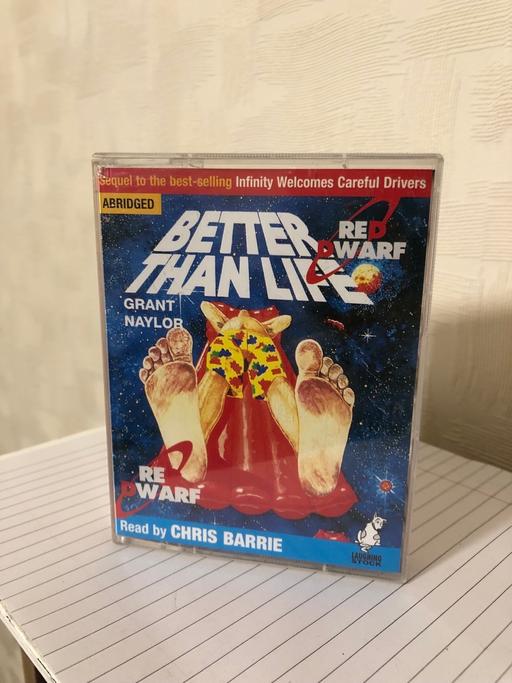 Sequel to the best-selling Infinity Welcomes Careful Drivers
ABRIDGED
BETTER
THAN LIFE
RED
DWARF
GRANT
NAYLOR
RED
DWARF
Read by CHRIS BARRIE
LAUGHING
STOCK